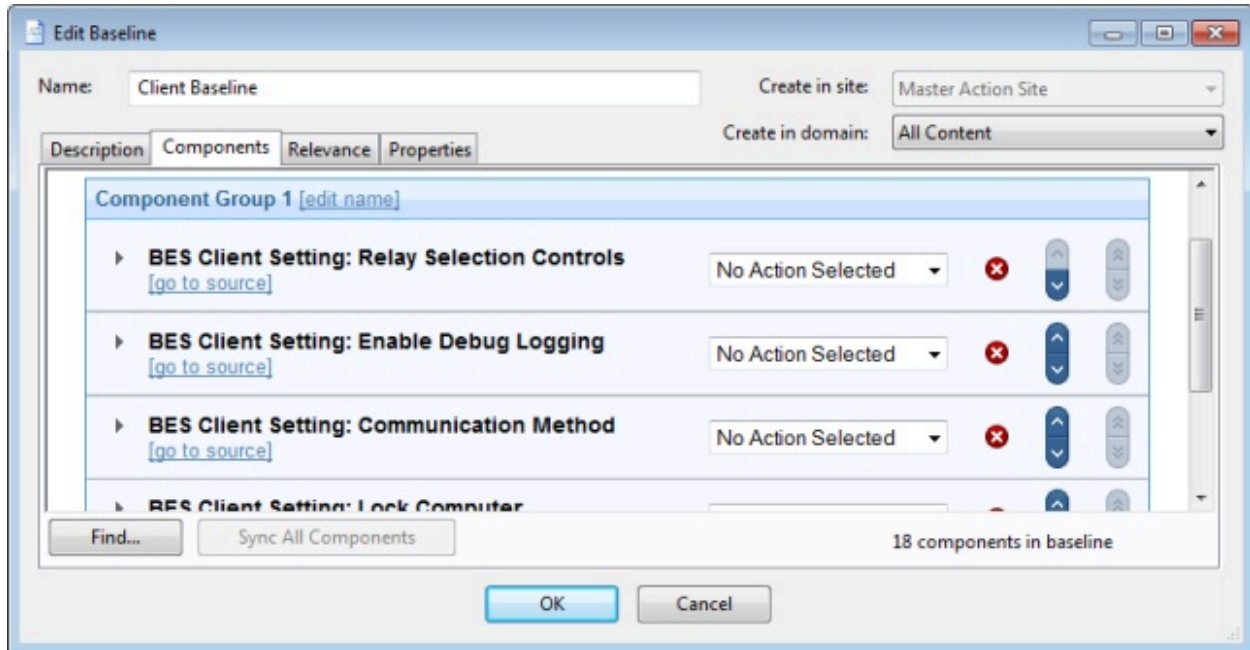 Edit Baseline
Name: Client Baseline Create in site: Master Action Site
Create in domain: All Content
Description Components Relevance Properties
Component Group 1 [edit name]
BES Client Setting: Relay Selection Controls No Action Selected
[go to source]
BES Client Setting: Enable Debug Logging No Action Selected
[go to source]
BES Client Setting: Communication Method No Action Selected
[go to source]
BES Client Setting: Lock Computer
Find... Sync All Components 18 components in baseline
OK Cancel